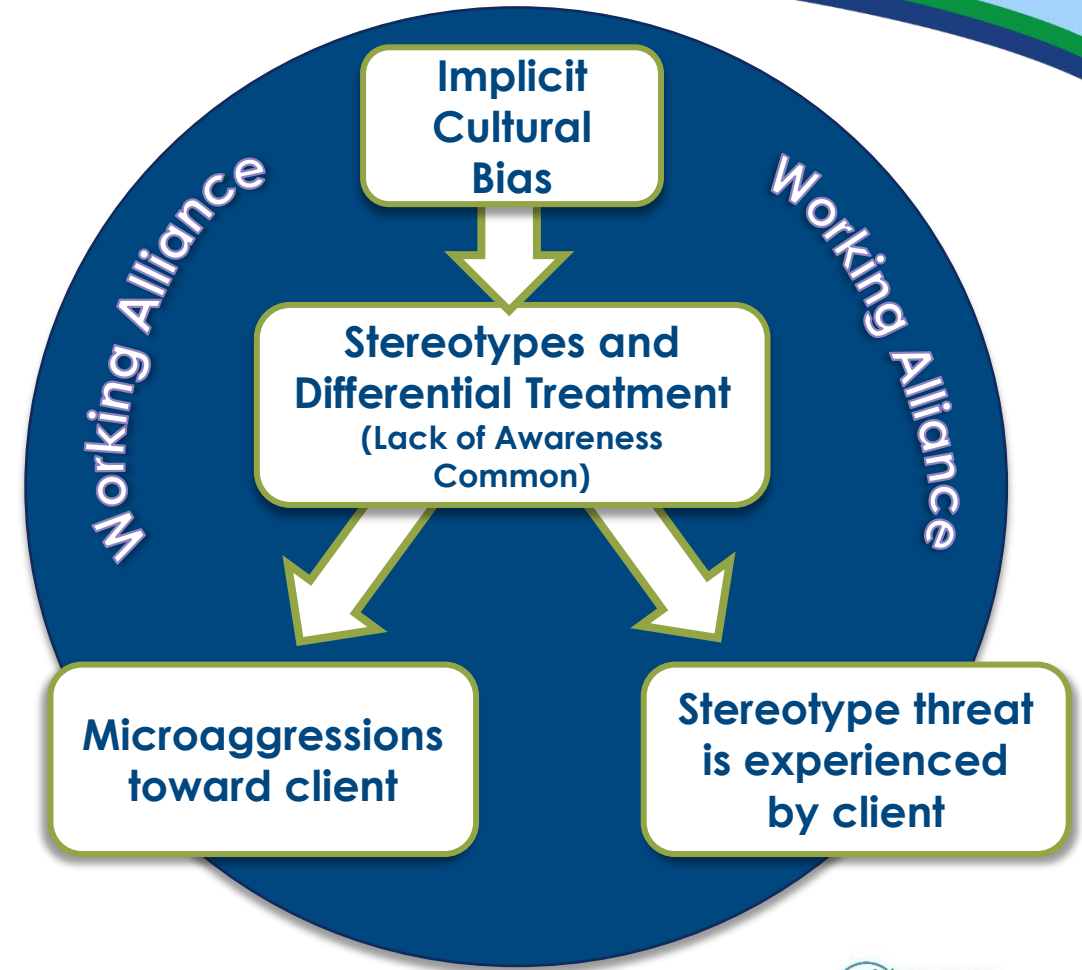 Implicit
Cultural
Bias
Working Alliance
Working Alliance
Stereotypes and
Differential Treatment
(Lack of Awareness
Common)
Microaggressions
toward client
Stereotype threat
is experienced
by client